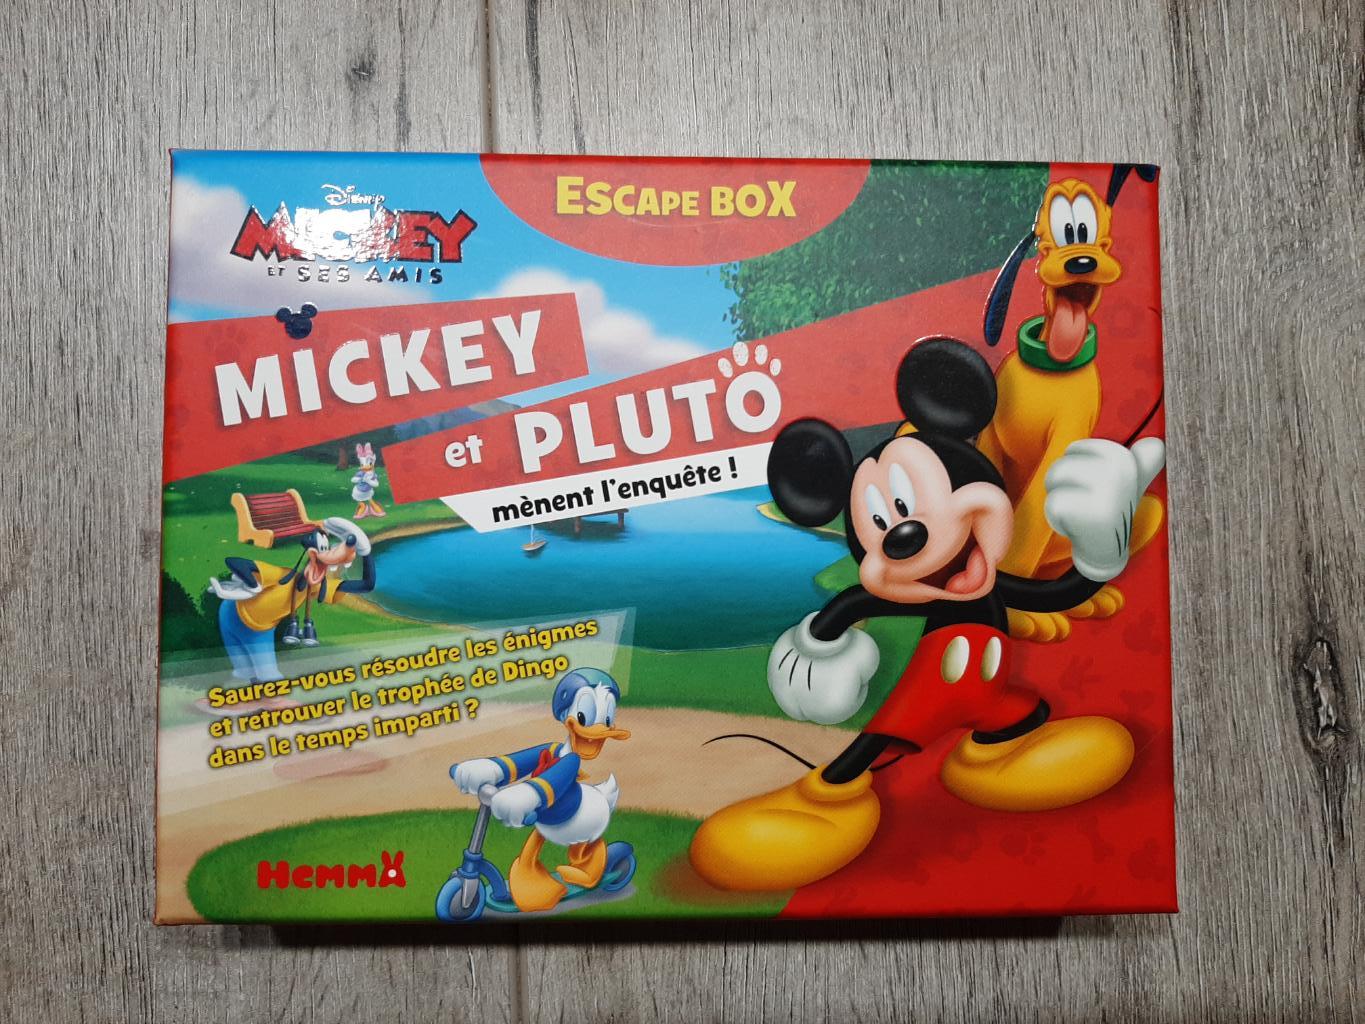 ESCAPE BOX
Disney
MICKEY
ET SES AMIS
MICKEY
et PLUTO
mènent l'enquête !
Saurez-vous résoudre les énigmes
et retrouver le trophée de Dingo
dans le temps imparti ?
Hemma